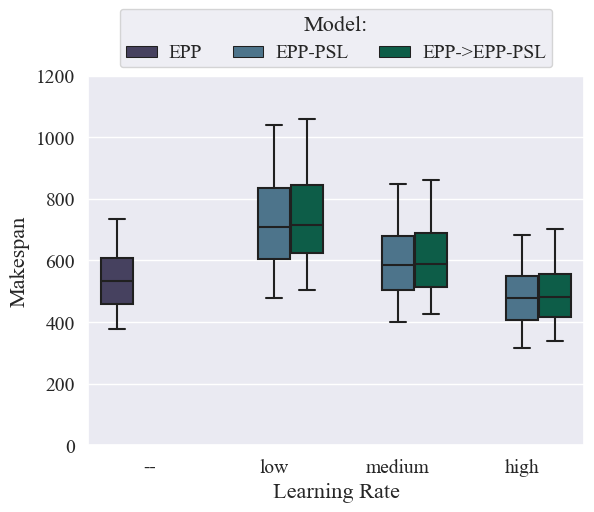 Model:
EPP EPP-PSL EPP->EPP-PSL
1200
1000
800
600
400
200
0
Makespan
-- low medium high
Learning Rate